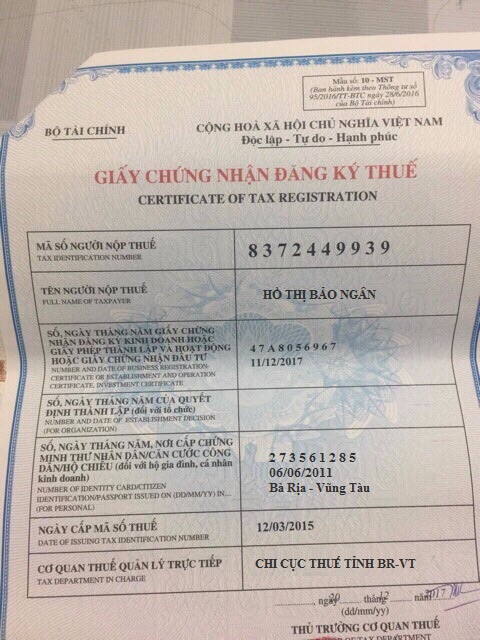 Mẫu số: 10 - MST
(Ban hành kèm theo Thông tư số
95/2016/TT-BTC ngày 28/6/2016
của Bộ Tài chính)
BỘ TÀI CHÍNH
CỘNG HOÀ XÃ HỘI CHỦ NGHĨA VIỆT NAM
Độc lập - Tự do - Hạnh phúc
GIẤY CHỨNG NHẬN ĐĂNG KÝ THUẾ
CERTIFICATE OF TAX REGISTRATION
MÃ SỐ NGƯỜI NỘP THUẾ
TAX IDENTIFICATION NUMBER
8372449939
TÊN NGƯỜI NỘP THUẾ
FULL NAME OF TAXPAYER
HỒ THỊ BẢO NGÂN
SỐ, NGÀY THÁNG NĂM GIẤY CHỨNG
NHẬN ĐĂNG KÝ KINH DOANH HOẶC
GIẤY PHÉP THÀNH LẬP VÀ HOẠT ĐỘNG
HOẶC GIẤY CHỨNG NHẬN ĐẦU TƯ
NUMBER AND DATE OF BUSINESS REGISTRATION
CERTIFICATE OR ESTABLISHMENT AND OPERATION
CERTIFICATE, INVESTMENT CERTIFICATE
47A8056967
11/12/2017
SỐ, NGÀY THÁNG NĂM CỦA QUYẾT
ĐỊNH THÀNH LẬP (đối với tổ chức)
NUMBER AND DATE OF ESTABLISHMENT DECISION
(FOR ORGANIZATION)
SỐ, NGÀY THÁNG NĂM, NƠI CẤP CHỨNG
MINH THƯ NHÂN DÂN/CĂN CƯỚC CÔNG
DÂN/HỘ CHIẾU (đối với hộ gia đình, cá nhân
kinh doanh)
NUMBER OF IDENTITY CARD/CITIZEN
IDENTIFICATION/PASSPORT ISSUED ON (DD/MM/YY) IN...
(FOR PERSONAL)
273561285
06/06/2011
Bà Rịa - Vũng Tàu
NGÀY CẤP MÃ SỐ THUẾ
DATE OF ISSUING TAX IDENTIFICATION NUMBER
12/03/2015
CƠ QUAN THUẾ QUẢN LÝ TRỰC TIẾP
TAX DEPARTMENT IN CHARGE
CHI CỤC THUẾ TỈNH BR-VT
........., ngày 20 tháng 12 năm 2017
(dd/mm/yy)
THỦ TRƯỞNG CƠ QUAN THUẾ
OF TAX DEPARTMENT